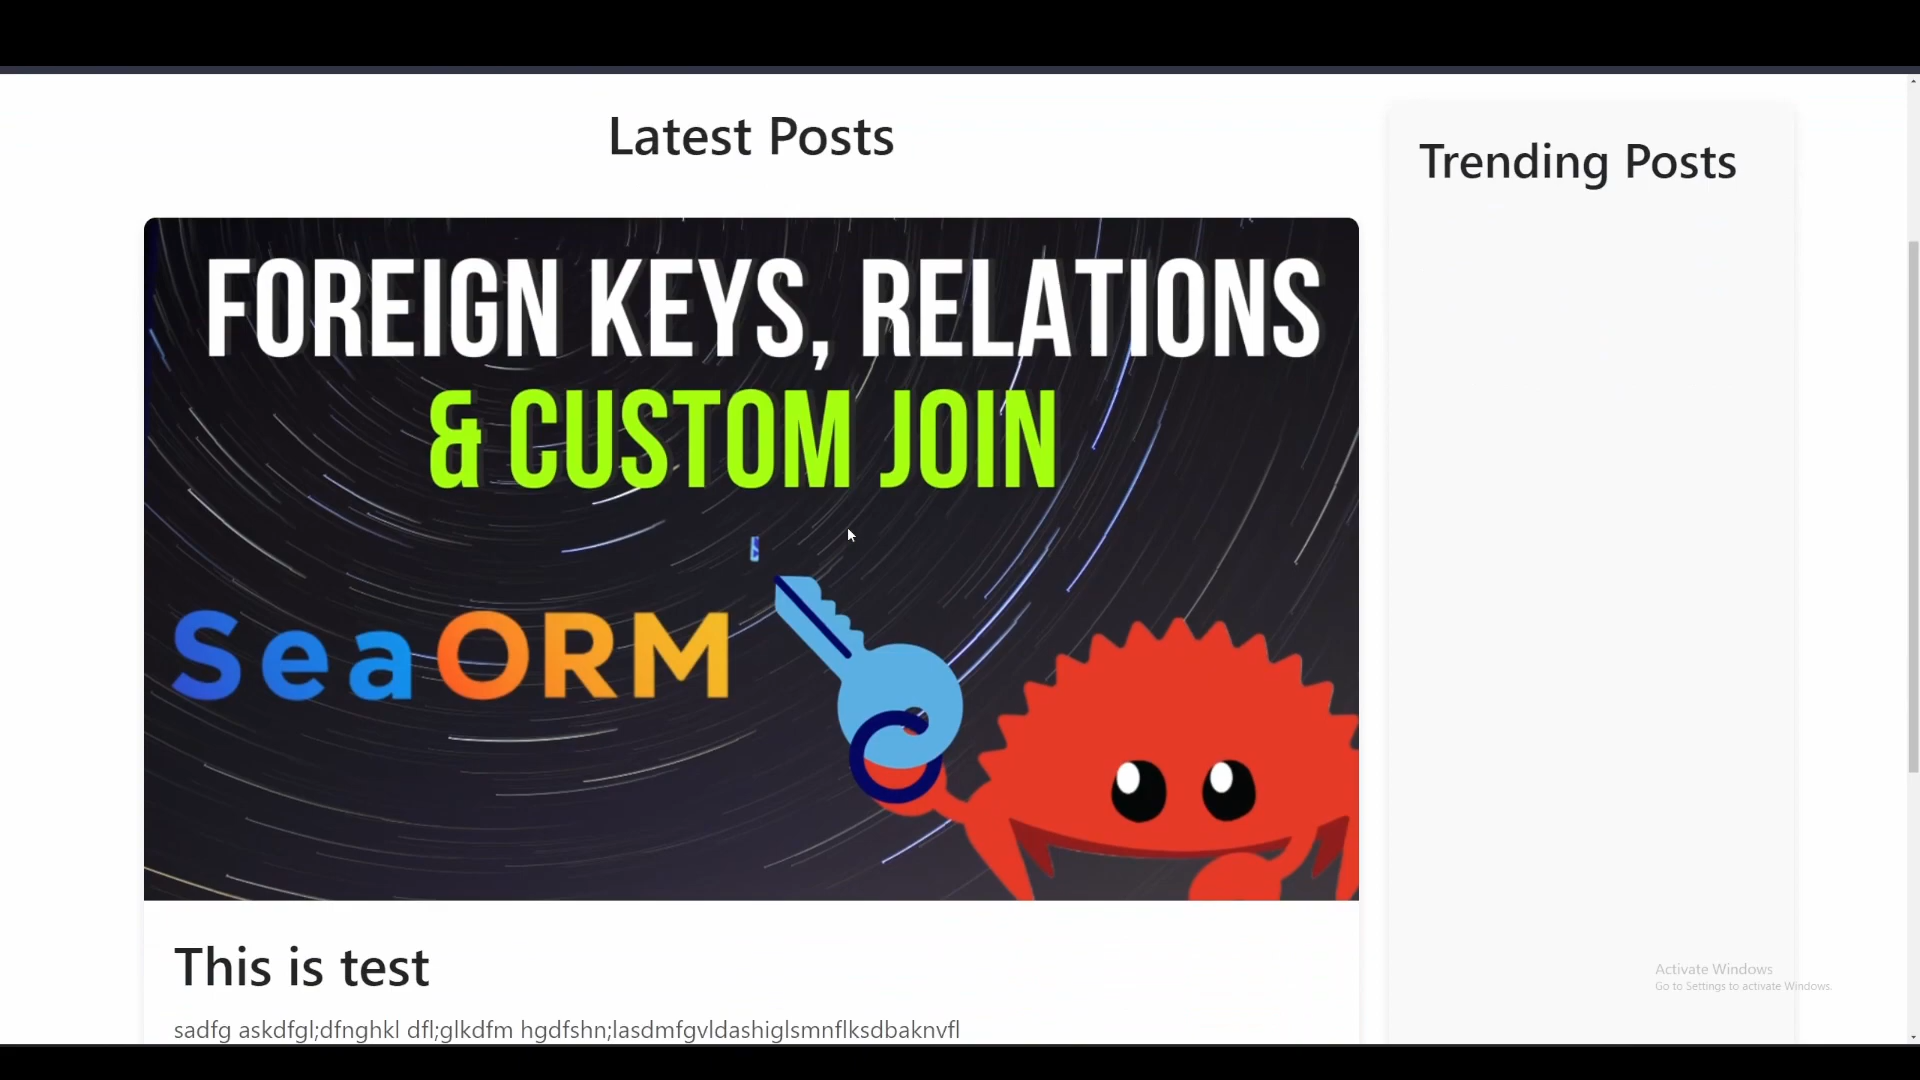 Latest Posts
Trending Posts
FOREIGN KEYS, RELATIONS
& CUSTOM JOIN
SeaORM
This is test
sadfg askdfgl;dfnghkl dfl;glkdfm hgdfshn;lasdmfgvldashiglsmnflksdbaknvfl
Activate Windows
Go to Settings to activate Windows.